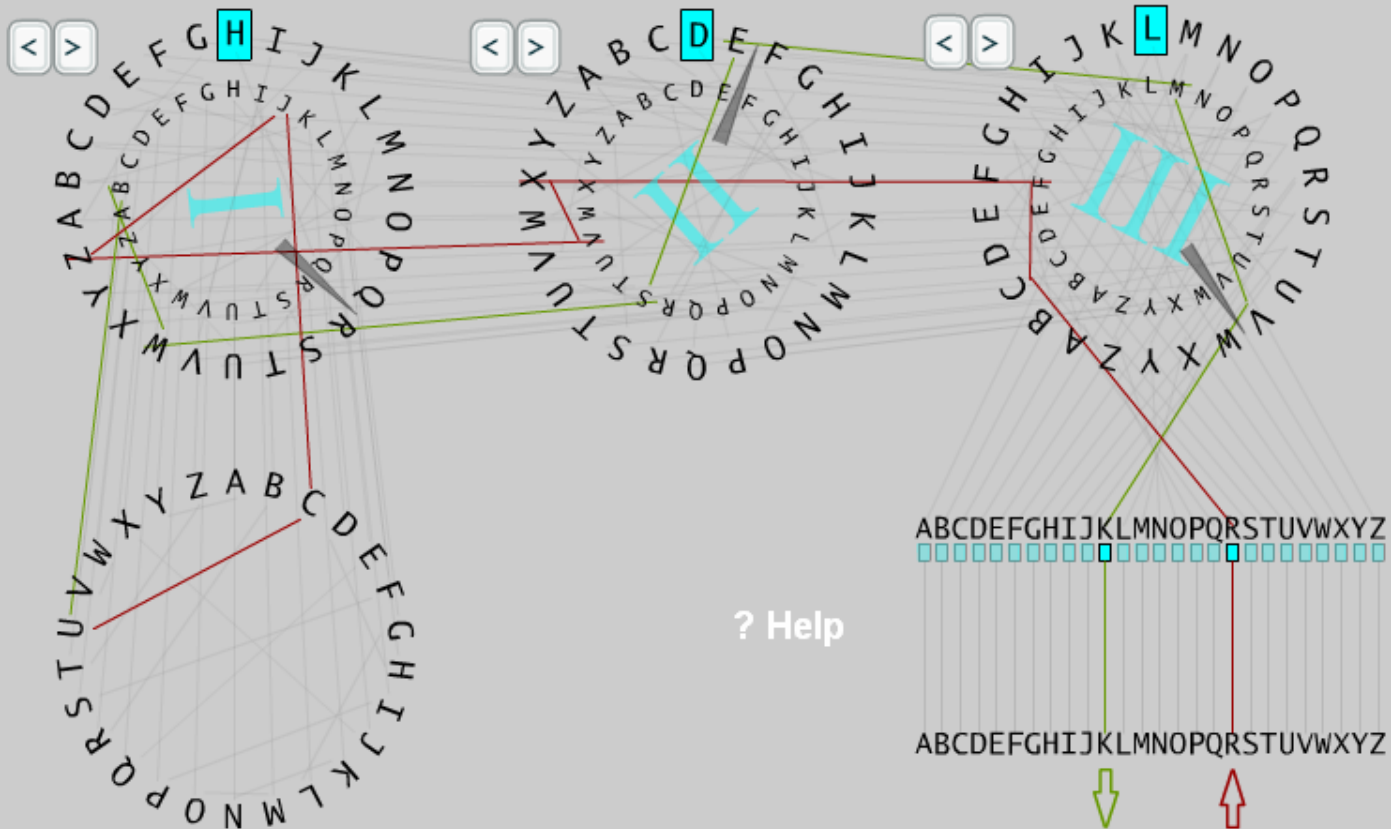 < >
H I J K L M N O P Q R S T U V W X Y Z A B C D E F G
H I J K L M N O P Q R S T U V W X Y Z A B C D E F G
I
< >
D E F G H I J K L M N O P Q R S T U V W X Y Z A B C
D E F G H I J K L M N O P Q R S T U V W X Y Z A B C
II
< >
L M N O P Q R S T U V W X Y Z A B C D E F G H I J K
L M N O P Q R S T U V W X Y Z A B C D E F G H I J K
III
A B C D E F G H I J K L M N O P Q R S T U V W X Y Z
ABCDEFGHIJKLMNOPQRSTUVWXYZ
? Help
ABCDEFGHIJKLMNOPQRSTUVWXYZ